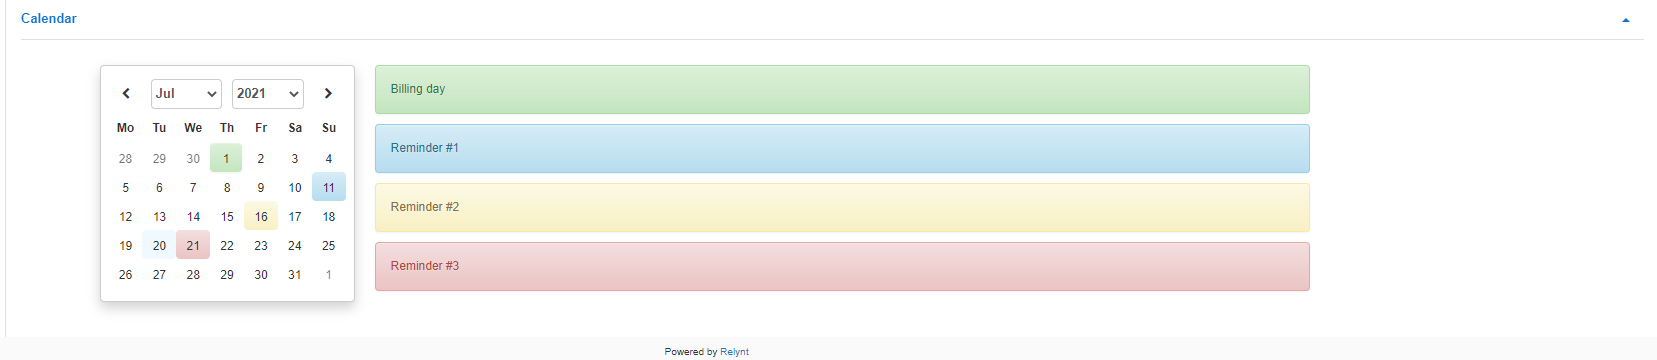 Calendar
Jul 2021
Mo Tu We Th Fr Sa Su
28 29 30 1 2 3 4
5 6 7 8 9 10 11
12 13 14 15 16 17 18
19 20 21 22 23 24 25
26 27 28 29 30 31 1
Billing day
Reminder #1
Reminder #2
Reminder #3
Powered by Relynt